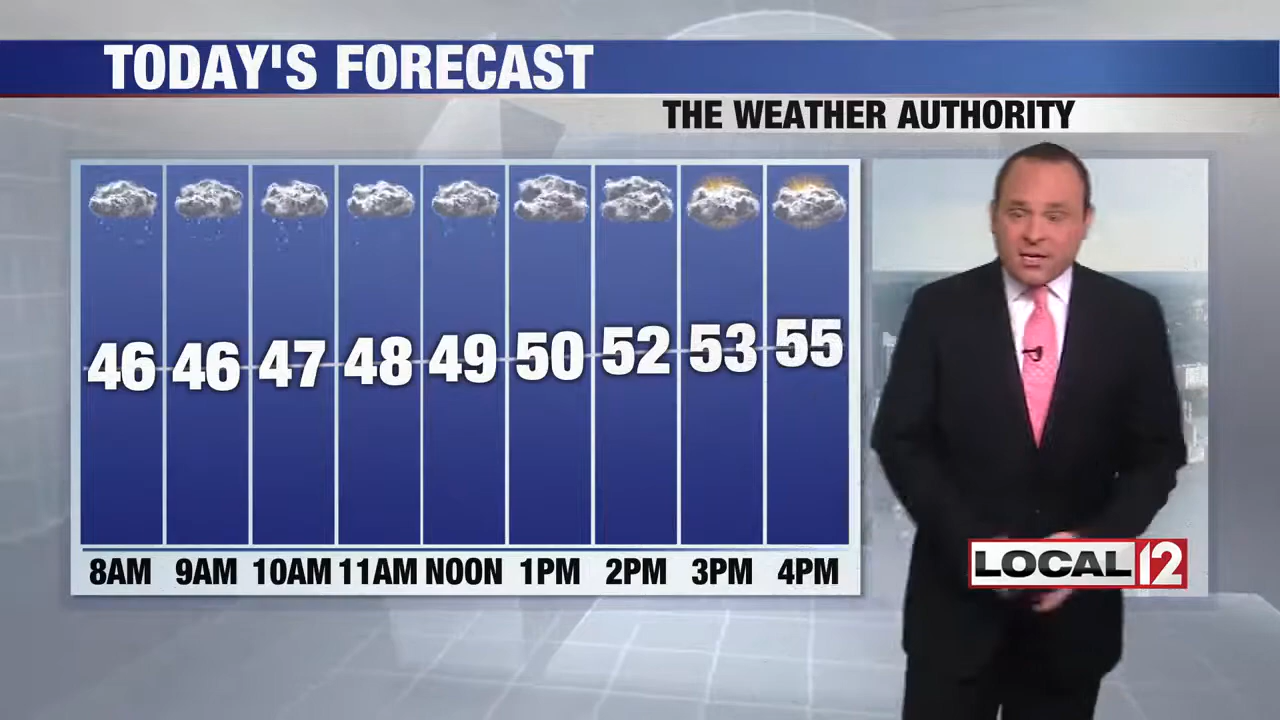 TODAY'S FORECAST
THE WEATHER AUTHORITY
46 46 47 48 49 50 52 53 55
8AM 9AM 10AM 11AM NOON 1PM 2PM 3PM 4PM
LOCAL 12